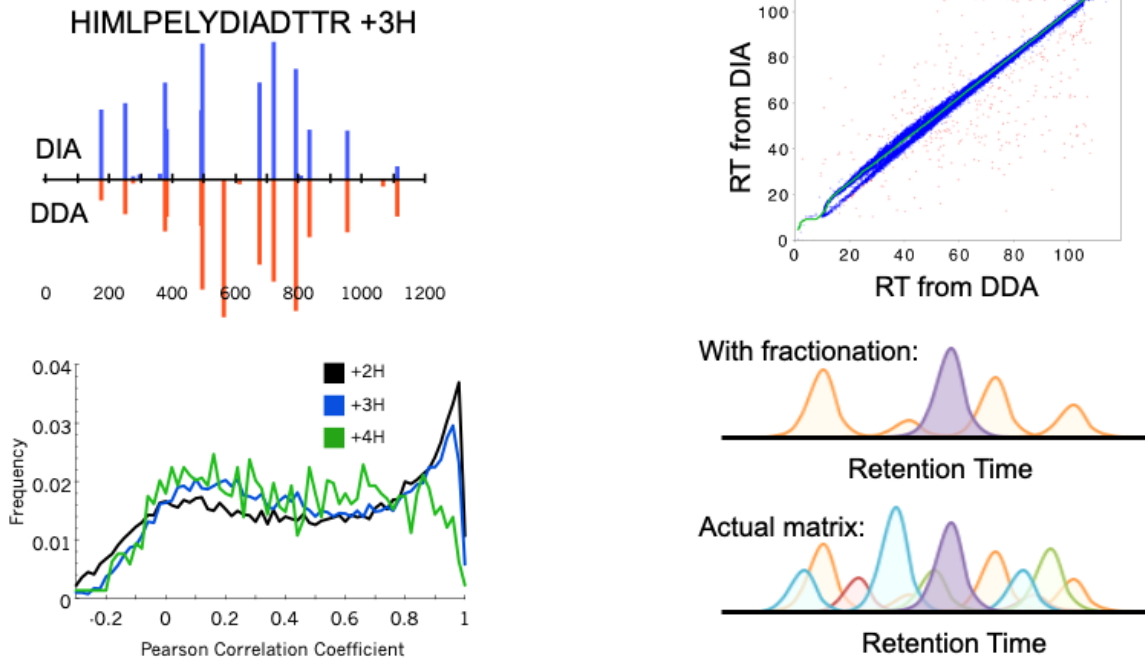 HIMLPELYDIADTTR +3H
DIA
DDA
0 200 400 600 800 1000 1200
RT from DIA
100
80
60
40
20
0
0 20 40 60 80 100
RT from DDA
Frequency
0.04
0.03
0.02
0.01
0
+2H
+3H
+4H
-0.2 0 0.2 0.4 0.6 0.8 1
Pearson Correlation Coefficient
With fractionation:
Retention Time
Actual matrix:
Retention Time